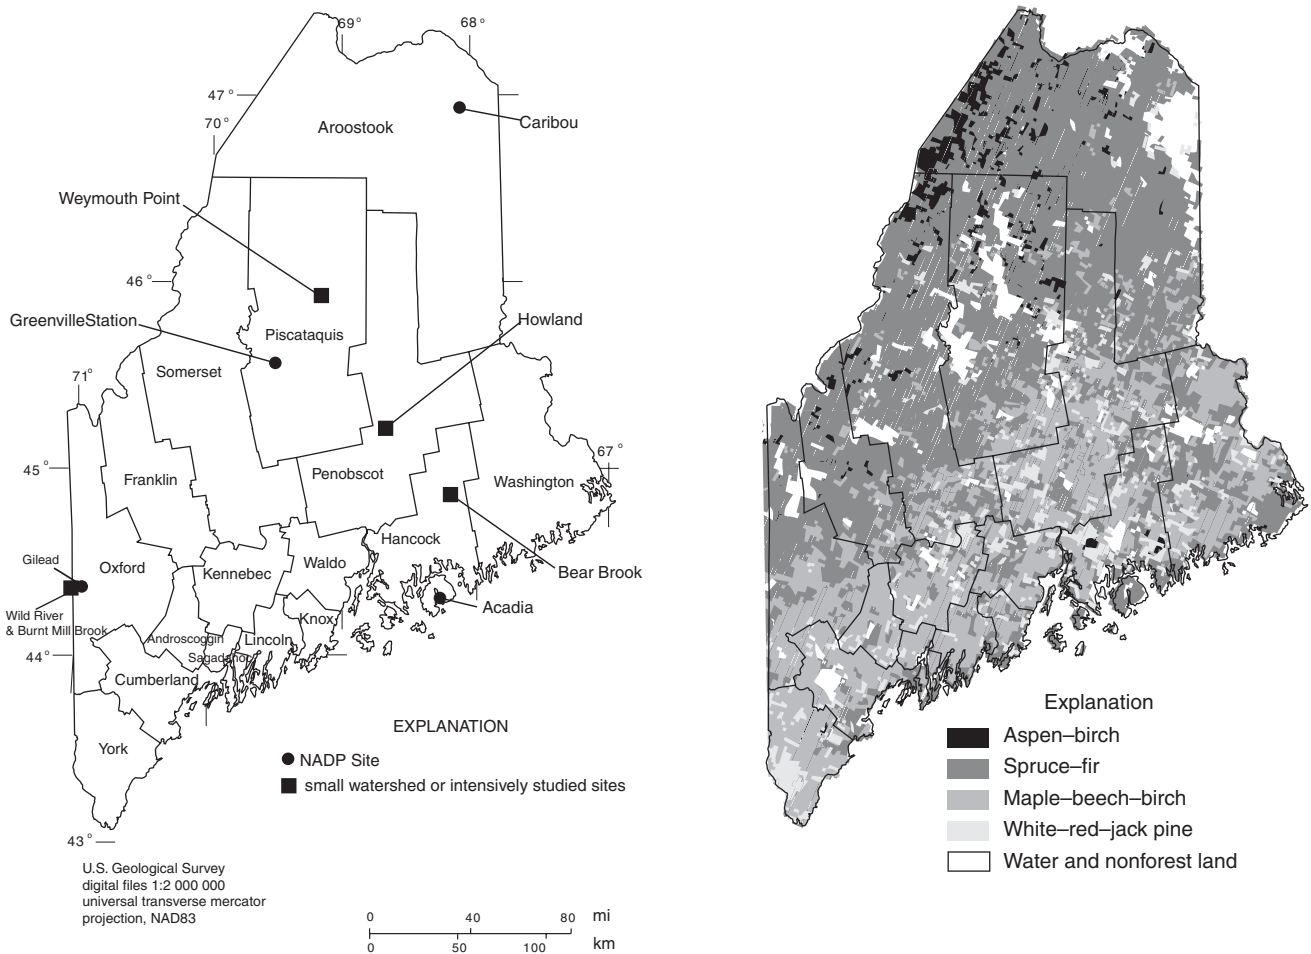 69°
68°
47°
70°
Aroostook
Caribou
Weymouth Point
46°
GreenvilleStation
Howland
Piscataquis
Somerset
71°
67°
45°
Franklin
Penobscot
Washington
Hancock
Gilead
Oxford
Kennebec
Waldo
Bear Brook
Wild River
& Burnt Mill Brook
Acadia
Knox
Androscoggin
Lincoln
44°
Sagadahoc
Cumberland
York
EXPLANATION
NADP Site
small watershed or intensively studied sites
43°
U.S. Geological Survey
digital files 1:2 000 000
universal transverse mercator
projection, NAD83
0 40 80 mi
0 50 100 km
Explanation
Aspen–birch
Spruce–fir
Maple–beech–birch
White–red–jack pine
Water and nonforest land